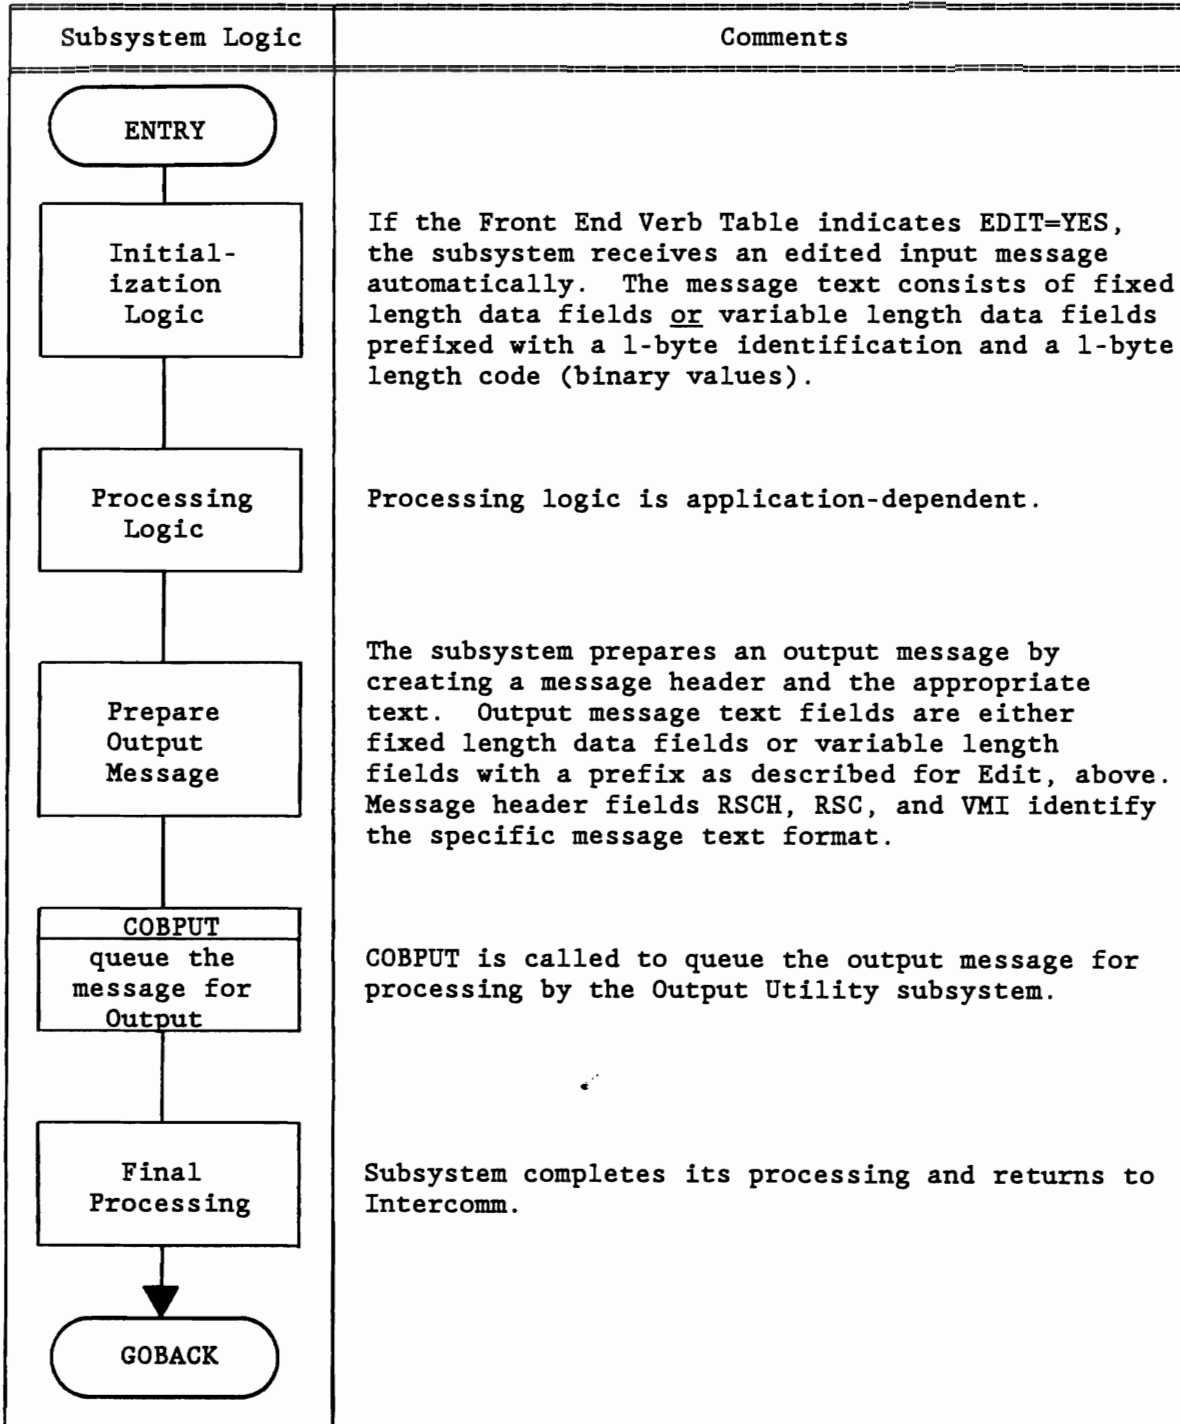 Subsystem Logic
Comments
ENTRY
Initial-
ization
Logic
If the Front End Verb Table indicates EDIT=YES,
the subsystem receives an edited input message
automatically.  The message text consists of fixed
length data fields or variable length data fields
prefixed with a 1-byte identification and a 1-byte
length code (binary values).
Processing
Logic
Processing logic is application-dependent.
Prepare
Output
Message
The subsystem prepares an output message by
creating a message header and the appropriate
text.  Output message text fields are either
fixed length data fields or variable length
fields with a prefix as described for Edit, above.
Message header fields RSCH, RSC, and VMI identify
the specific message text format.
COBPUT
queue the
message for
Output
COBPUT is called to queue the output message for
processing by the Output Utility subsystem.
Final
Processing
Subsystem completes its processing and returns to
Intercomm.
GOBACK